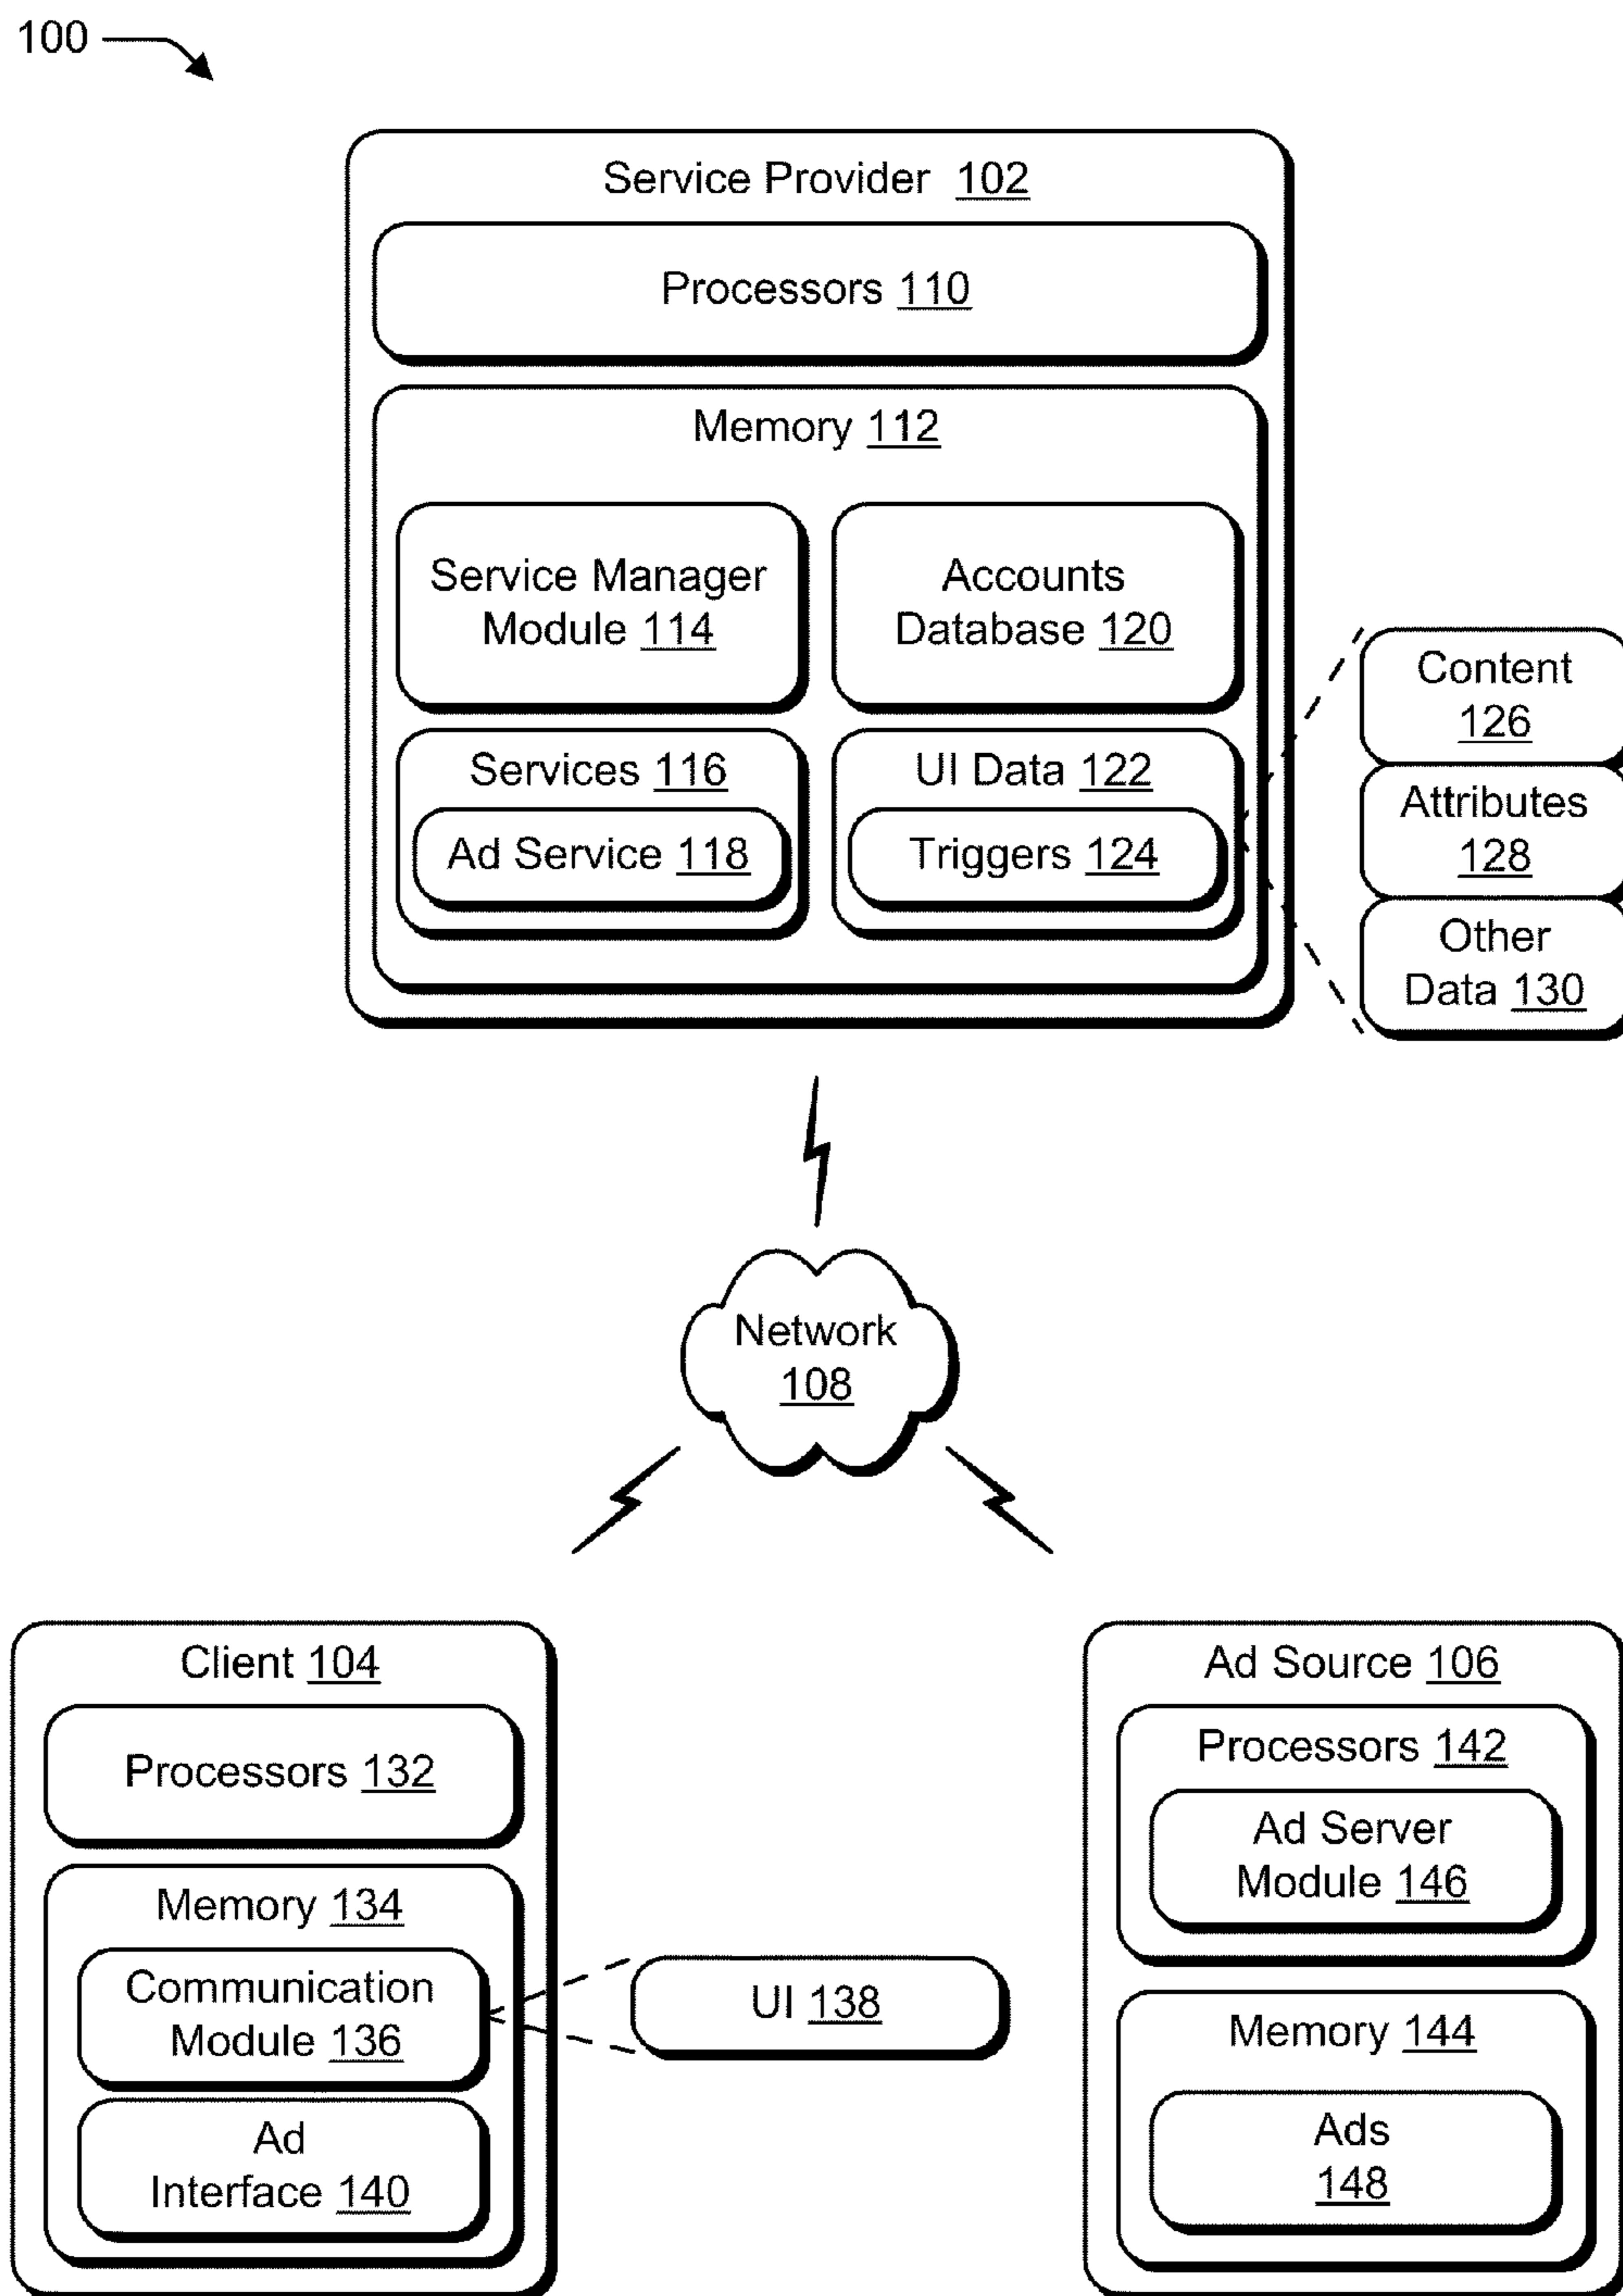 100
Service Provider 102
Processors 110
Memory 112
Service Manager
Module 114
Accounts
Database 120
Services 116
Ad Service 118
UI Data 122
Triggers 124
Content
126
Attributes
128
Other
Data 130
Network
108
Client 104
Processors 132
Memory 134
Communication
Module 136
Ad
Interface 140
UI 138
Ad Source 106
Processors 142
Ad Server
Module 146
Memory 144
Ads
148